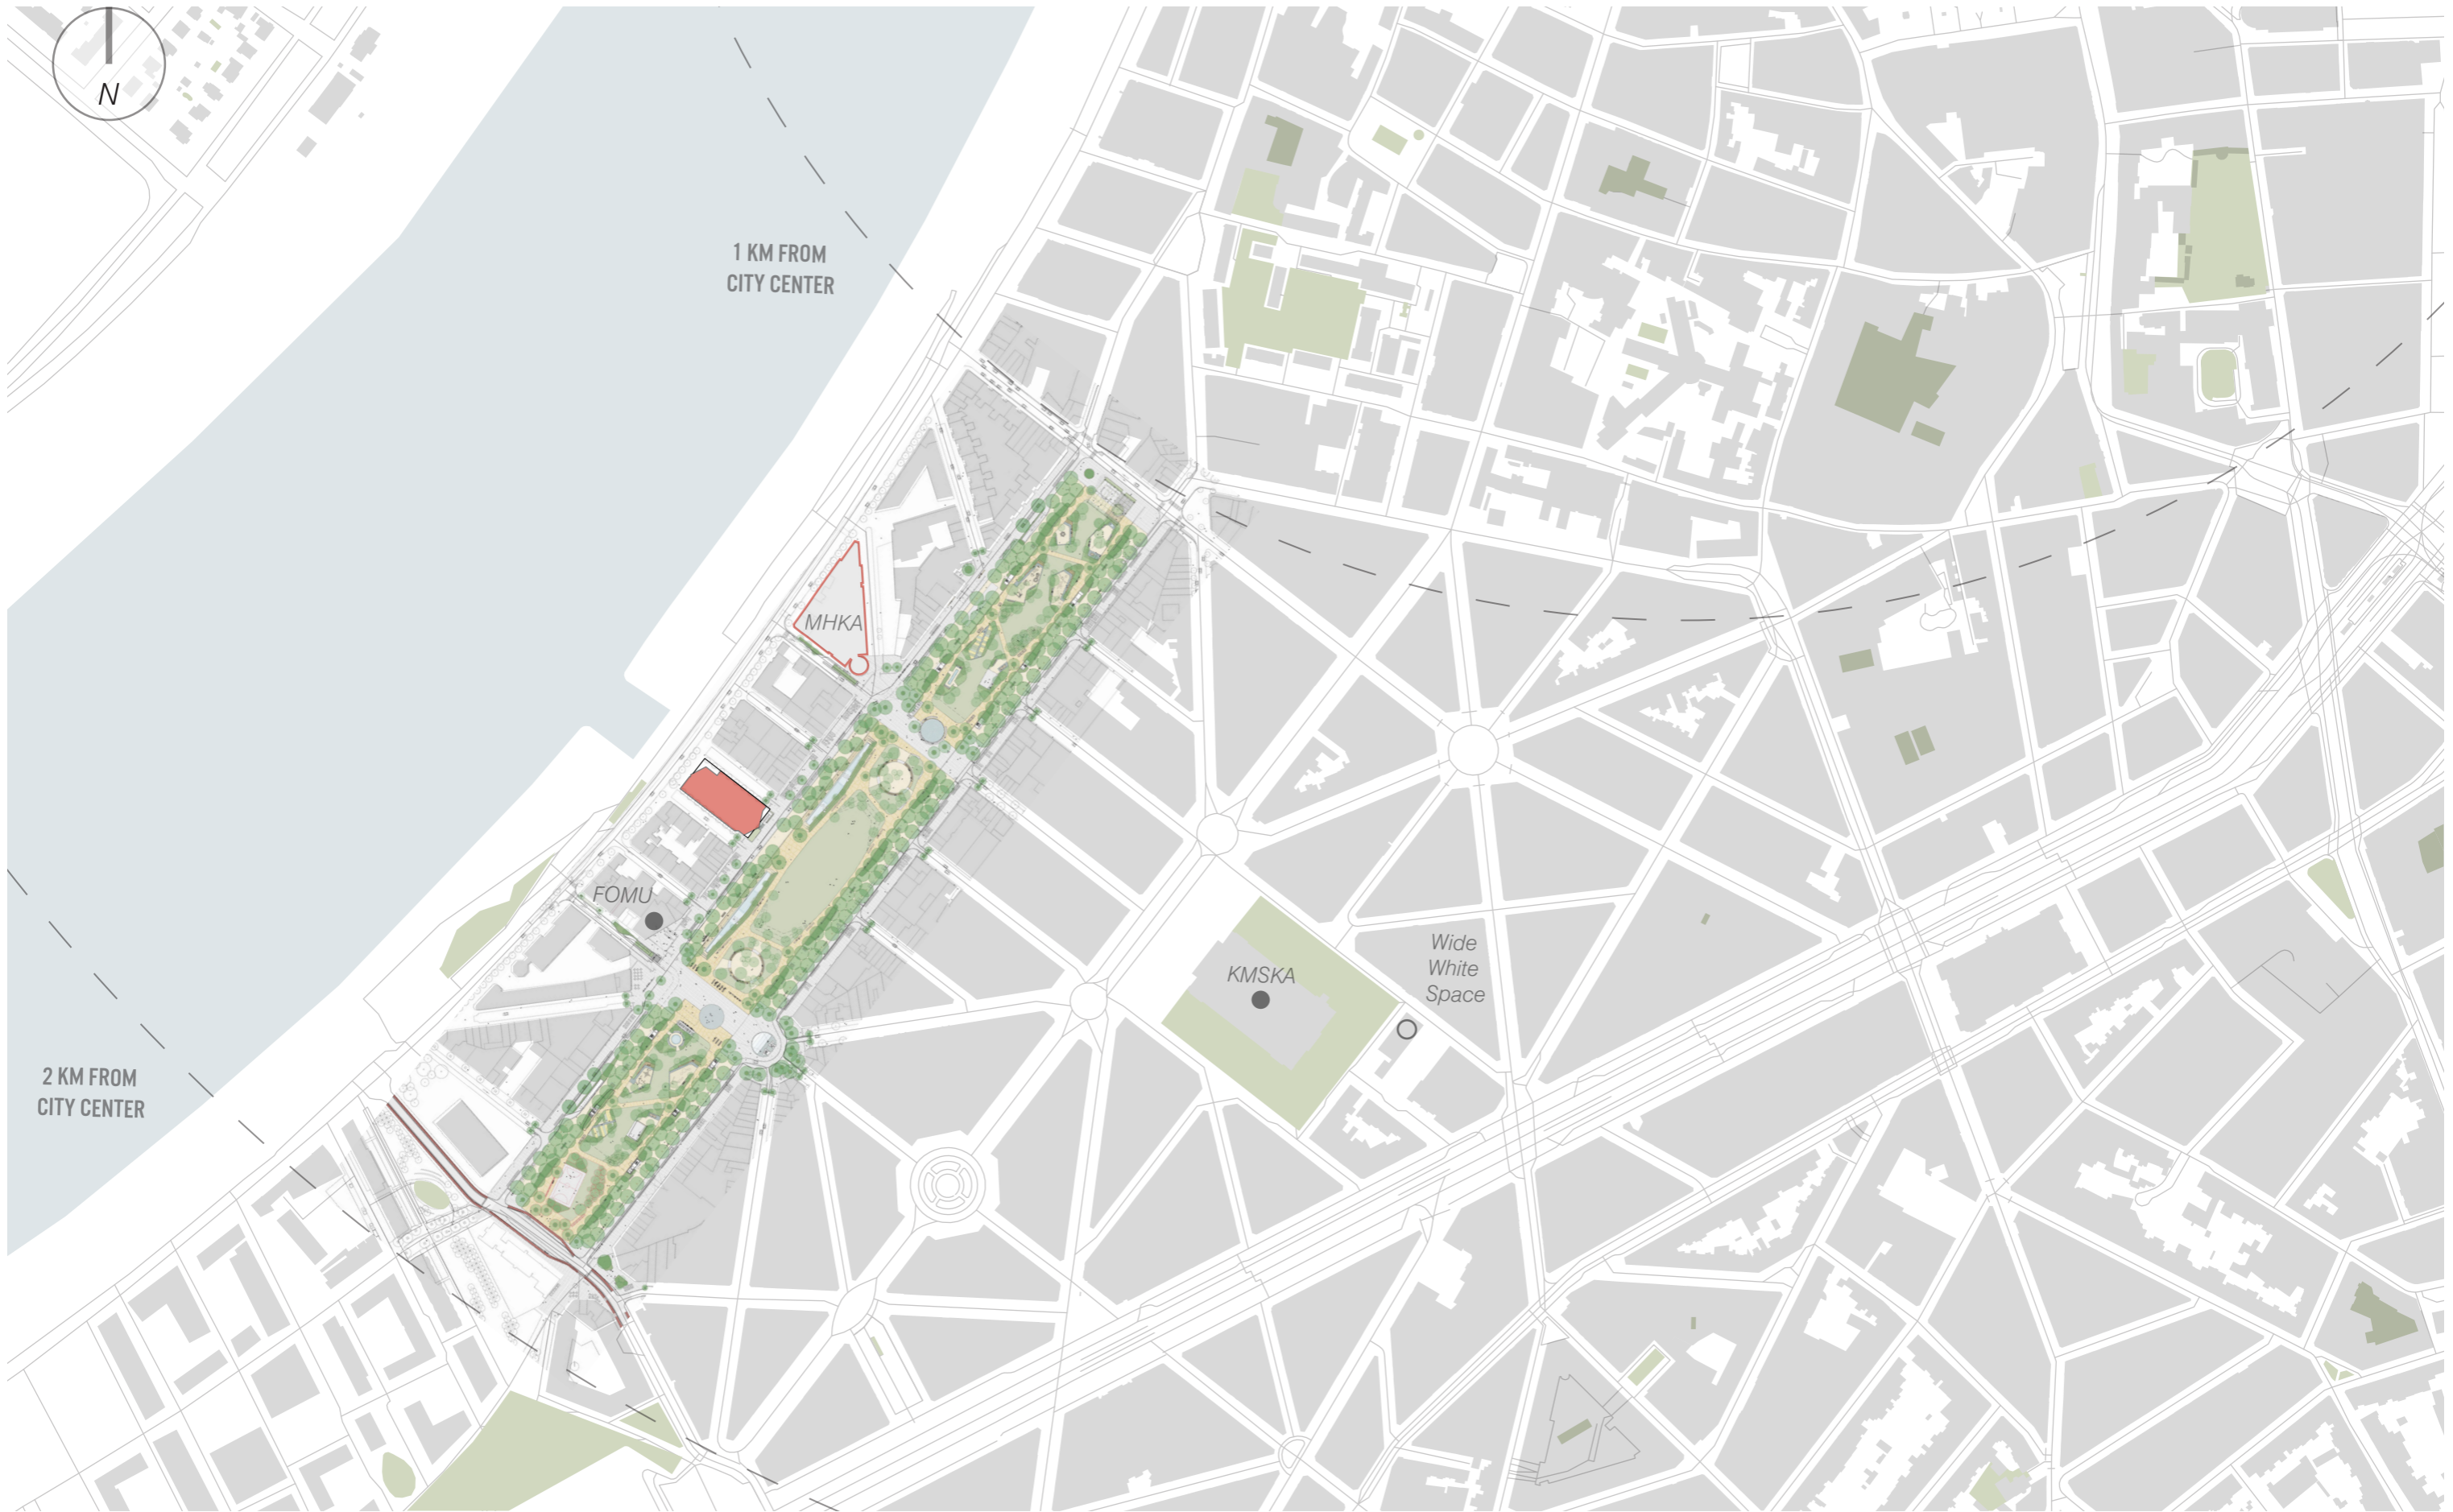 N
1 KM FROM
CITY CENTER
MHKA
FOMU
Wide
White
Space
KMSKA
2 KM FROM
CITY CENTER